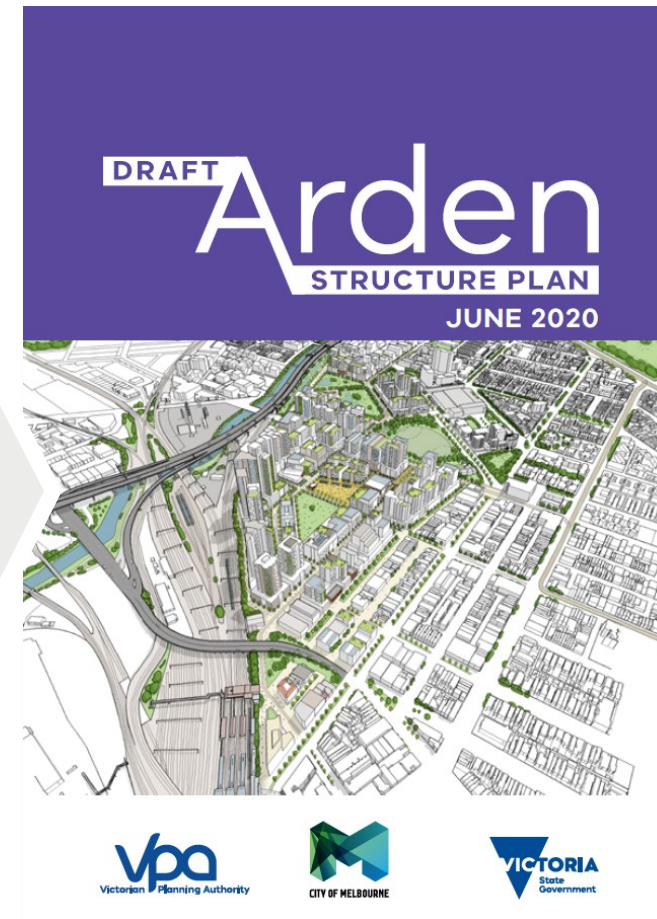 DRAFT
Arden
STRUCTURE PLAN
JUNE 2020
vpa
Victorian Planning Authority
CITY OF MELBOURNE
VICTORIA
State
Government